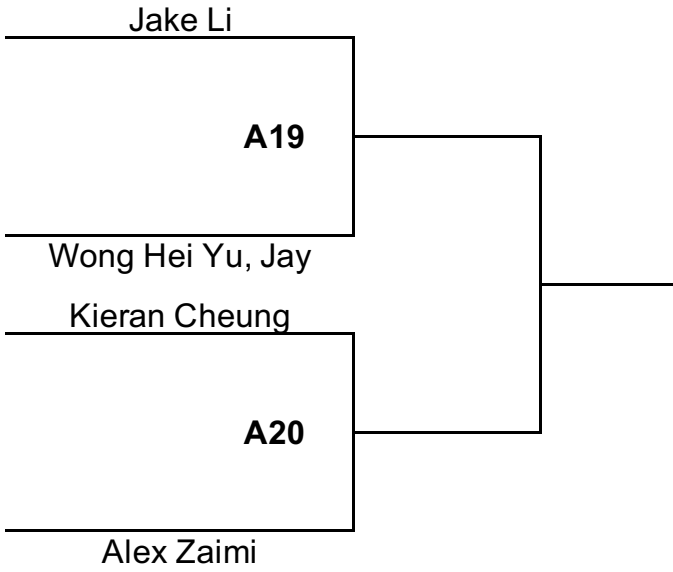 Jake Li
A19
Wong Hei Yu, Jay
Kieran Cheung
A20
Alex Zaimi